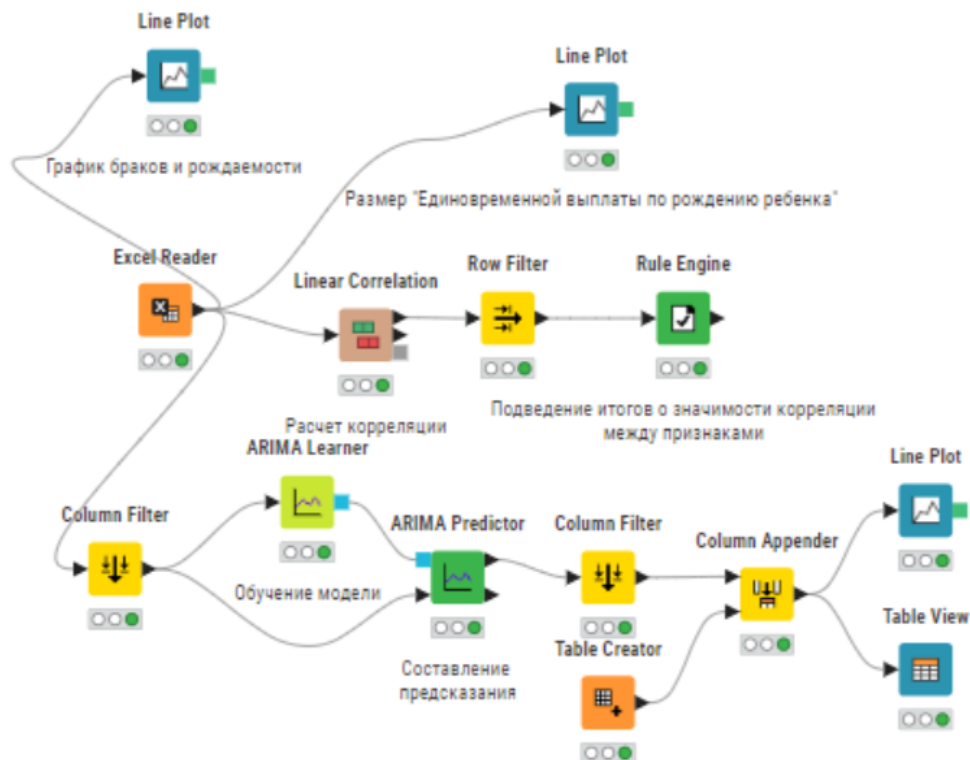 Line Plot
График браков и рождаемости
Line Plot
Размер "Единовременной выплаты по рождению ребенка"
Excel Reader
Linear Correlation
Расчет корреляции
Row Filter
Rule Engine
Подведение итогов о значимости корреляции
между признаками
Column Filter
ARIMA Learner
Обучение модели
ARIMA Predictor
Составление
предсказания
Column Filter
Table Creator
Column Appender
Line Plot
Table View